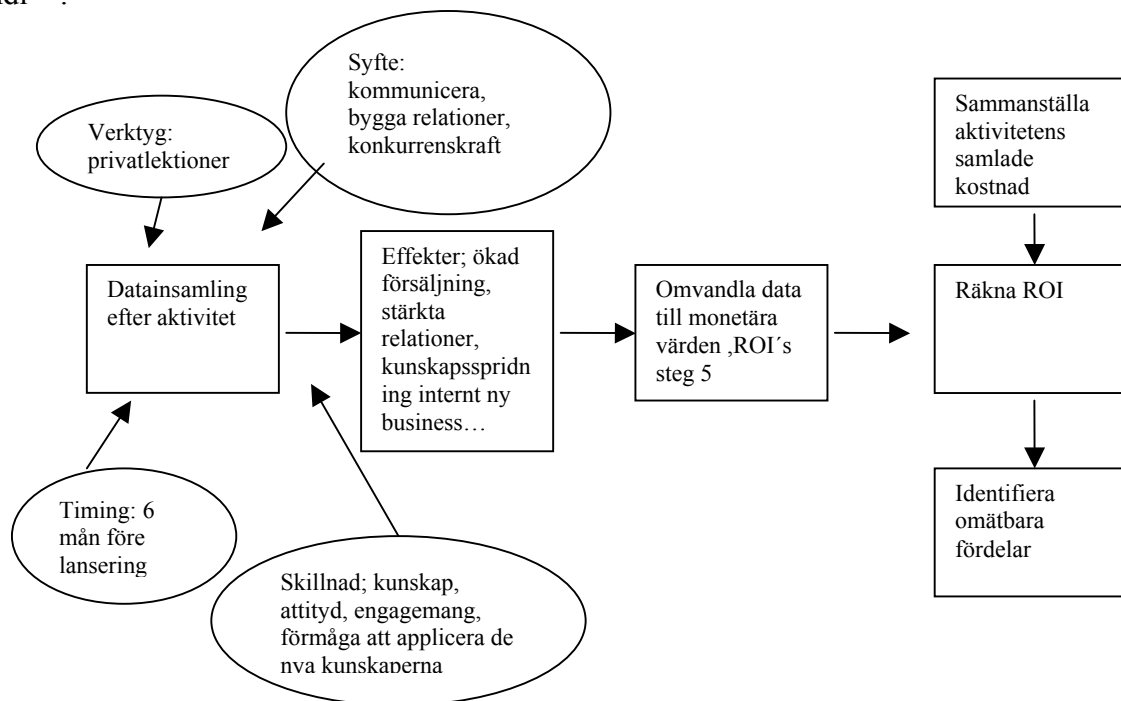 Syfte:
kommunicera,
bygga relationer,
konkurrenskraft
Verktyg:
privatlektioner
Sammanställa
aktivitetens
samlade
kostnad
Datainsamling
efter aktivitet
Effekter; ökad
försäljning,
stärkta
relationer,
kunskapsspridn
ing internt ny
business…
Omvandla data
till monetära
värden ,ROI´s
steg 5
Räkna ROI
Timing: 6
mån före
lansering
Skillnad; kunskap,
attityd, engagemang,
förmåga att applicera de
nya kunskaperna
Identifiera
omätbara
fördelar